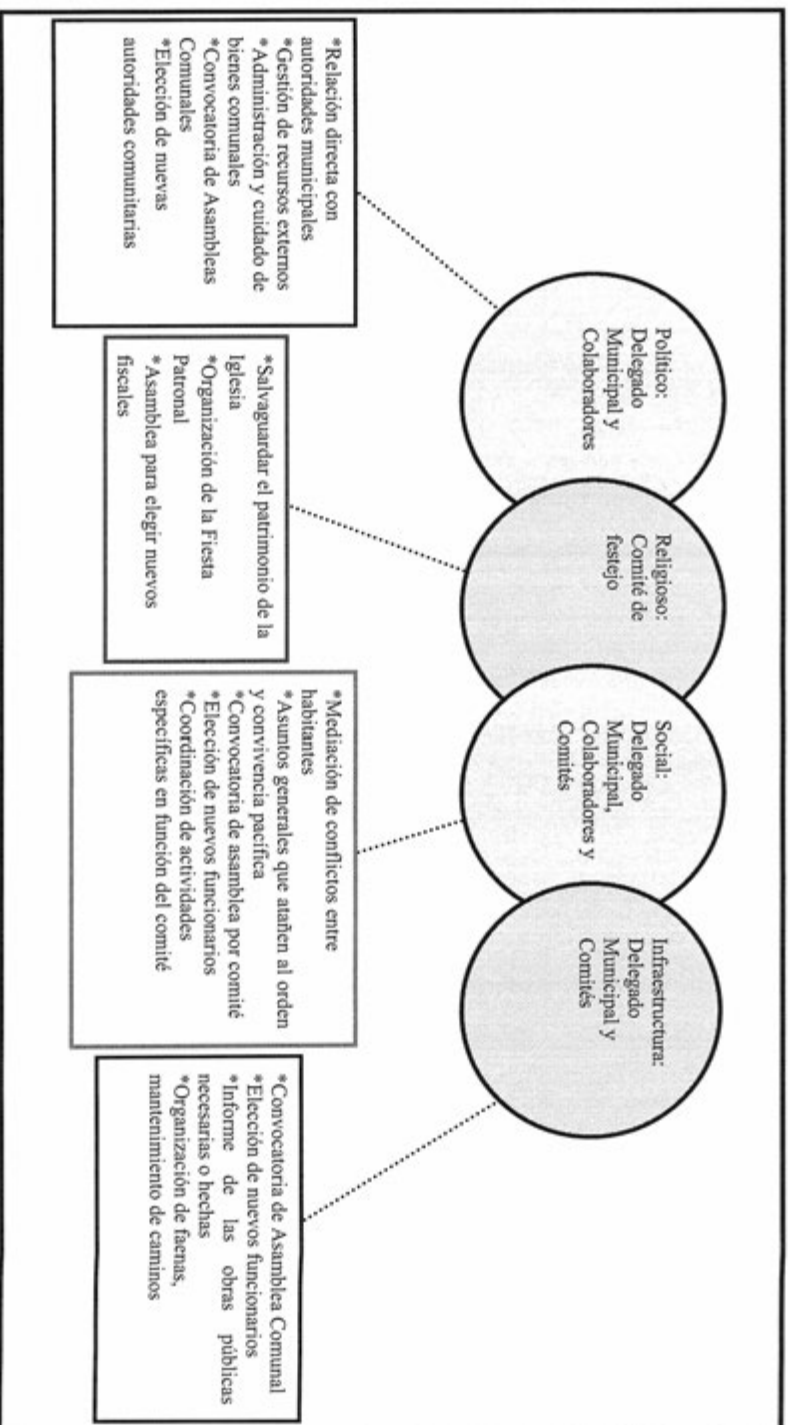 Político:
Delegado
Municipal y
Colaboradores
Religioso:
Comité de
festejo
Social:
Delegado
Municipal,
Colaboradores y
Comités
Infraestructura:
Delegado
Municipal y
Comités
*Relación directa con
autoridades municipales
*Gestión de recursos externos
*Administración y cuidado de
bienes comunales
*Convocatoria de Asambleas
Comunales
*Elección de nuevas
autoridades comunitarias
*Salvaguardar el patrimonio de la
Iglesia
*Organización de la Fiesta
Patronal
*Asamblea para elegir nuevos
fiscales
*Mediación de conflictos entre
habitantes
*Asuntos generales que atañen al orden
y convivencia pacífica
*Convocatoria de asamblea por comité
*Elección de nuevos funcionarios
*Coordinación de actividades
específicas en función del comité
*Convocatoria de Asamblea Comunal
*Elección de nuevos funcionarios
*Informe de las obras públicas
necesarias o hechas
*Organización de faenas,
mantenimiento de caminos